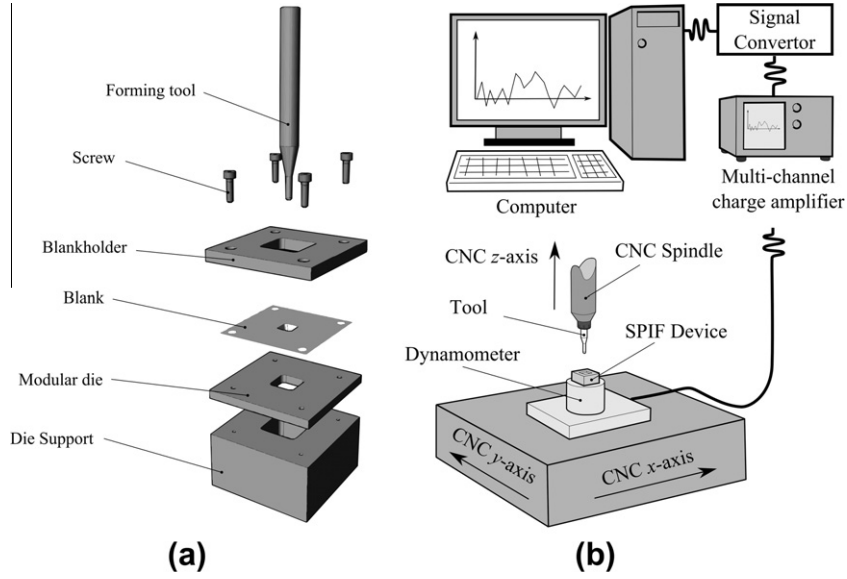 Forming tool
Screw
Blankholder
Blank
Modular die
Die Support
(a)
Signal
Convertor
Multi-channel
charge amplifier
Computer
CNC z-axis
CNC Spindle
Tool
SPIF Device
Dynamometer
CNC y-axis
CNC x-axis
(b)